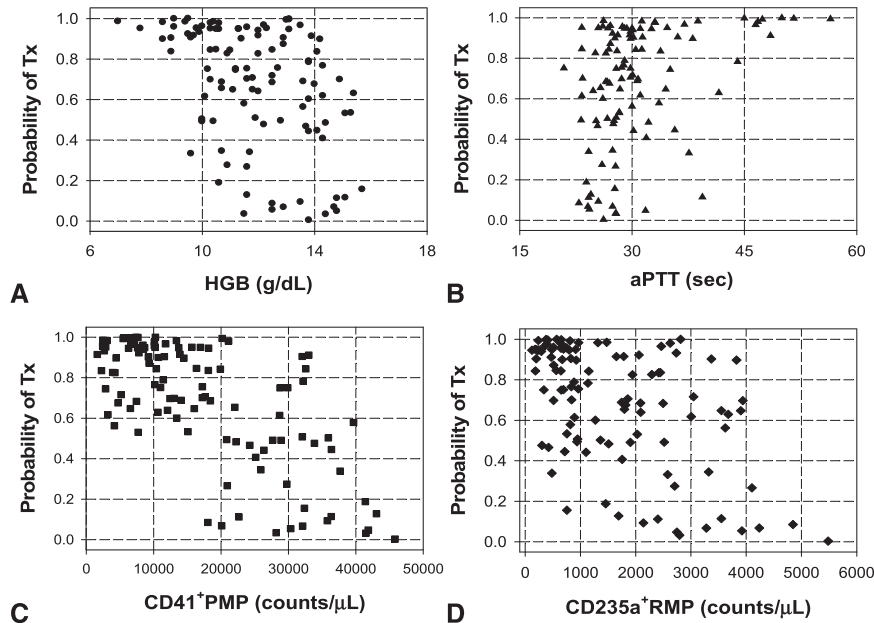 Probability of Tx
1.0
0.8
0.6
0.4
0.2
0.0
6 10 14 18
HGB (g/dL)
A
Probability of Tx
1.0
0.8
0.6
0.4
0.2
0.0
15 30 45 60
aPTT (sec)
B
Probability of Tx
1.0
0.8
0.6
0.4
0.2
0.0
0 10000 20000 30000 40000 50000
CD41+PMP (counts/μL)
C
Probability of Tx
1.0
0.8
0.6
0.4
0.2
0.0
0 1000 2000 3000 4000 5000 6000
CD235a+RMP (counts/μL)
D